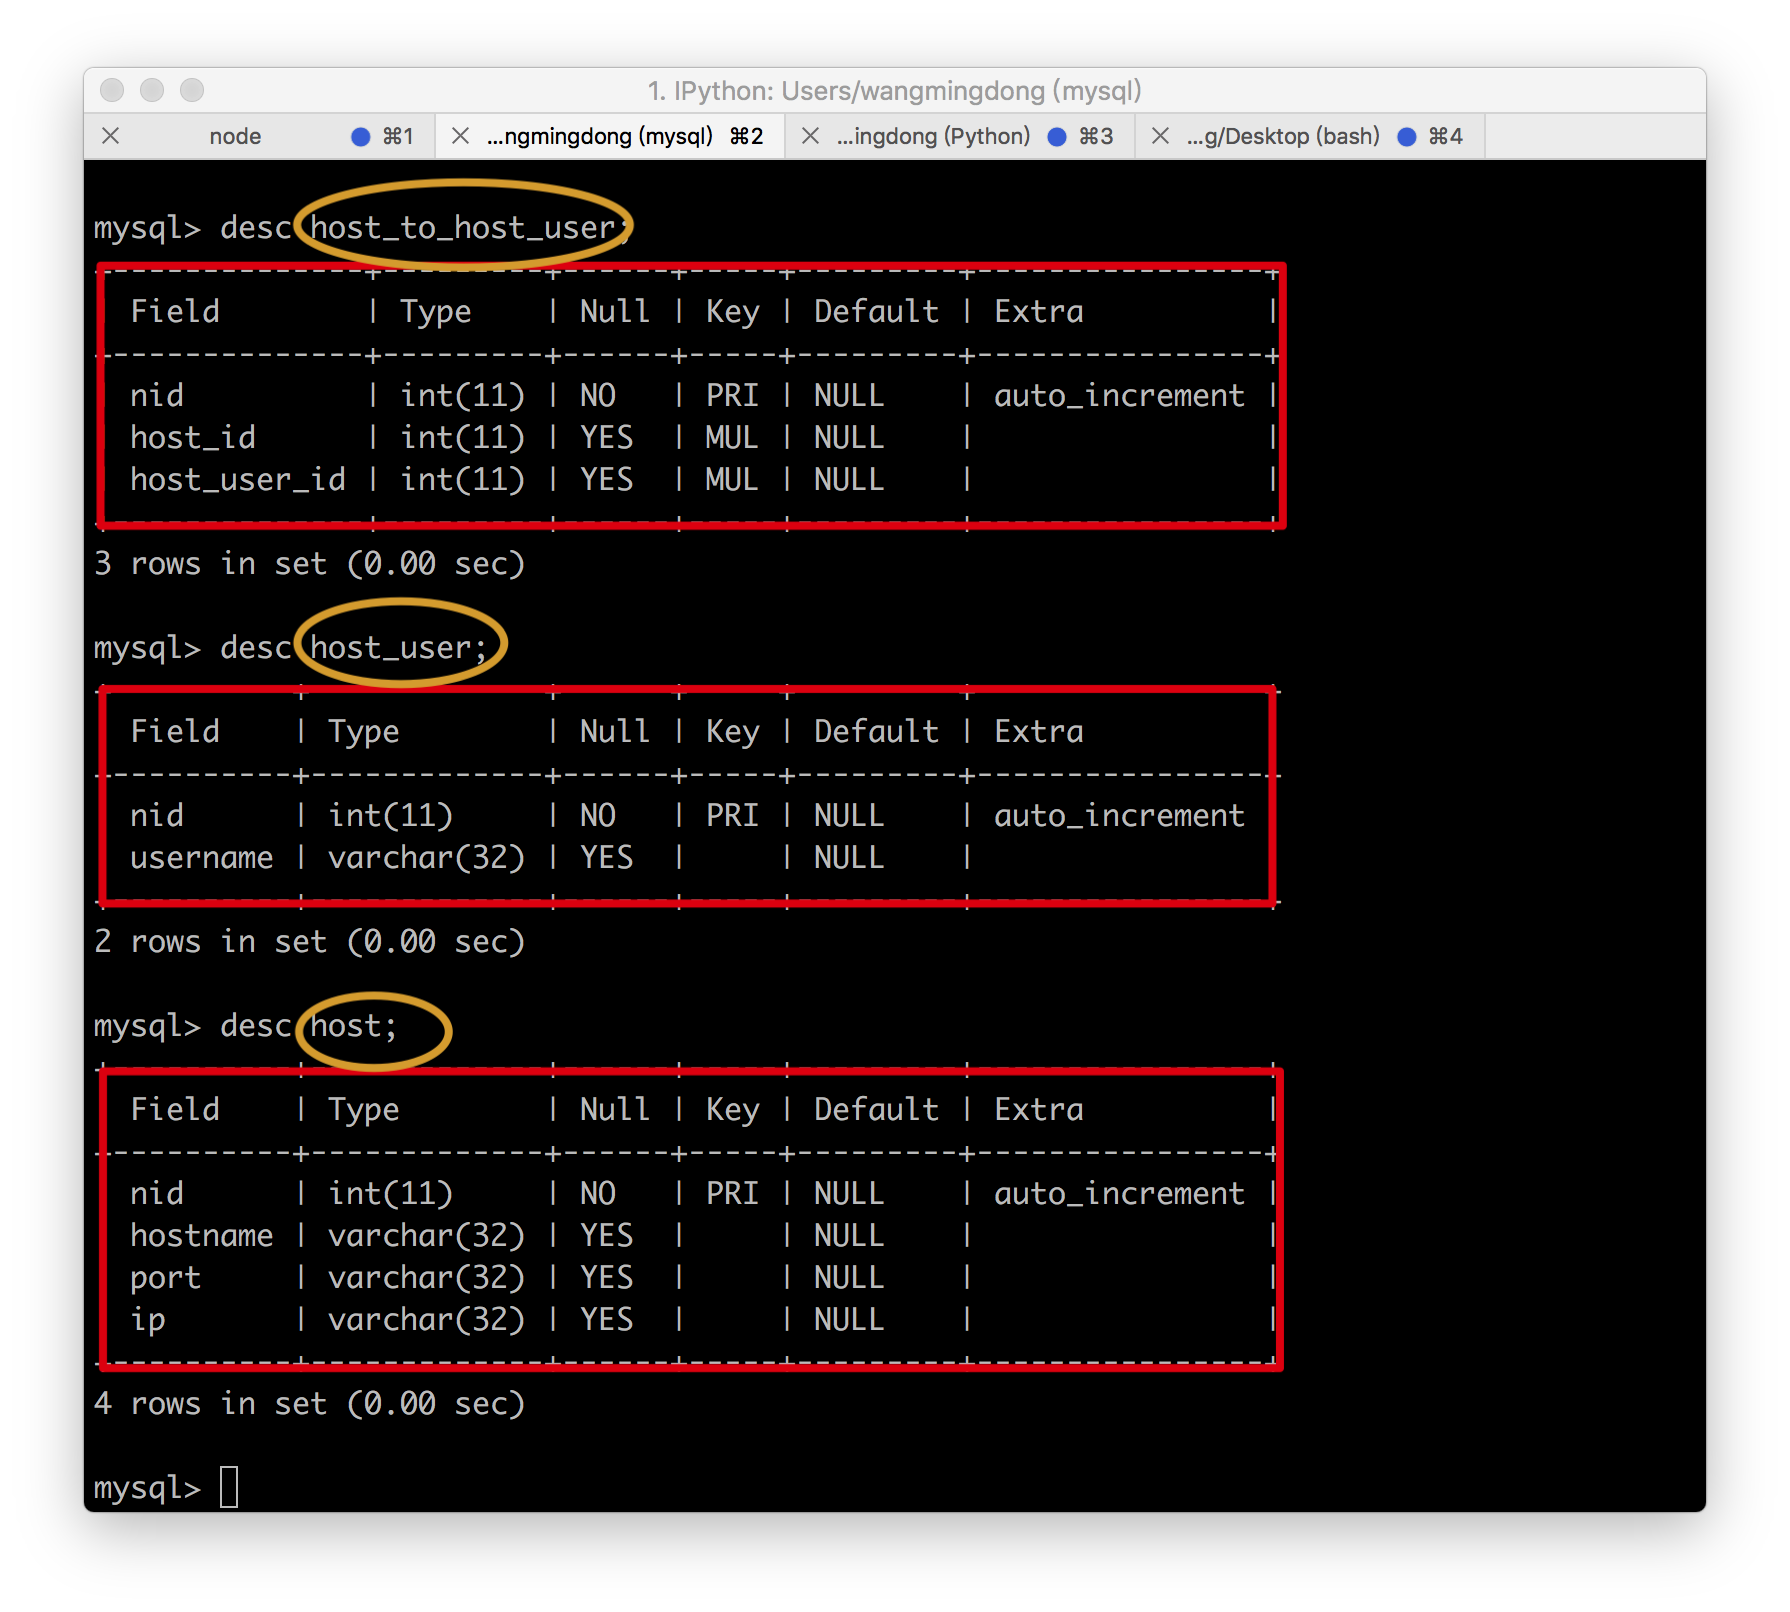 1. IPython: Users/wangmingdong (mysql)
node ⌘1 ...ngmingdong (mysql) ⌘2 ...ingdong (Python) ⌘3 ...g/Desktop (bash) ⌘4
mysql> desc host_to_host_user;
Field | Type | Null | Key | Default | Extra |
nid | int(11) | NO | PRI | NULL | auto_increment |
host_id | int(11) | YES | MUL | NULL | |
host_user_id | int(11) | YES | MUL | NULL | |
3 rows in set (0.00 sec)
mysql> desc host_user;
Field | Type | Null | Key | Default | Extra
nid | int(11) | NO | PRI | NULL | auto_increment
username | varchar(32) | YES | | NULL |
2 rows in set (0.00 sec)
mysql> desc host;
Field | Type | Null | Key | Default | Extra |
nid | int(11) | NO | PRI | NULL | auto_increment |
hostname | varchar(32) | YES | | NULL | |
port | varchar(32) | YES | | NULL | |
ip | varchar(32) | YES | | NULL | |
4 rows in set (0.00 sec)
mysql>